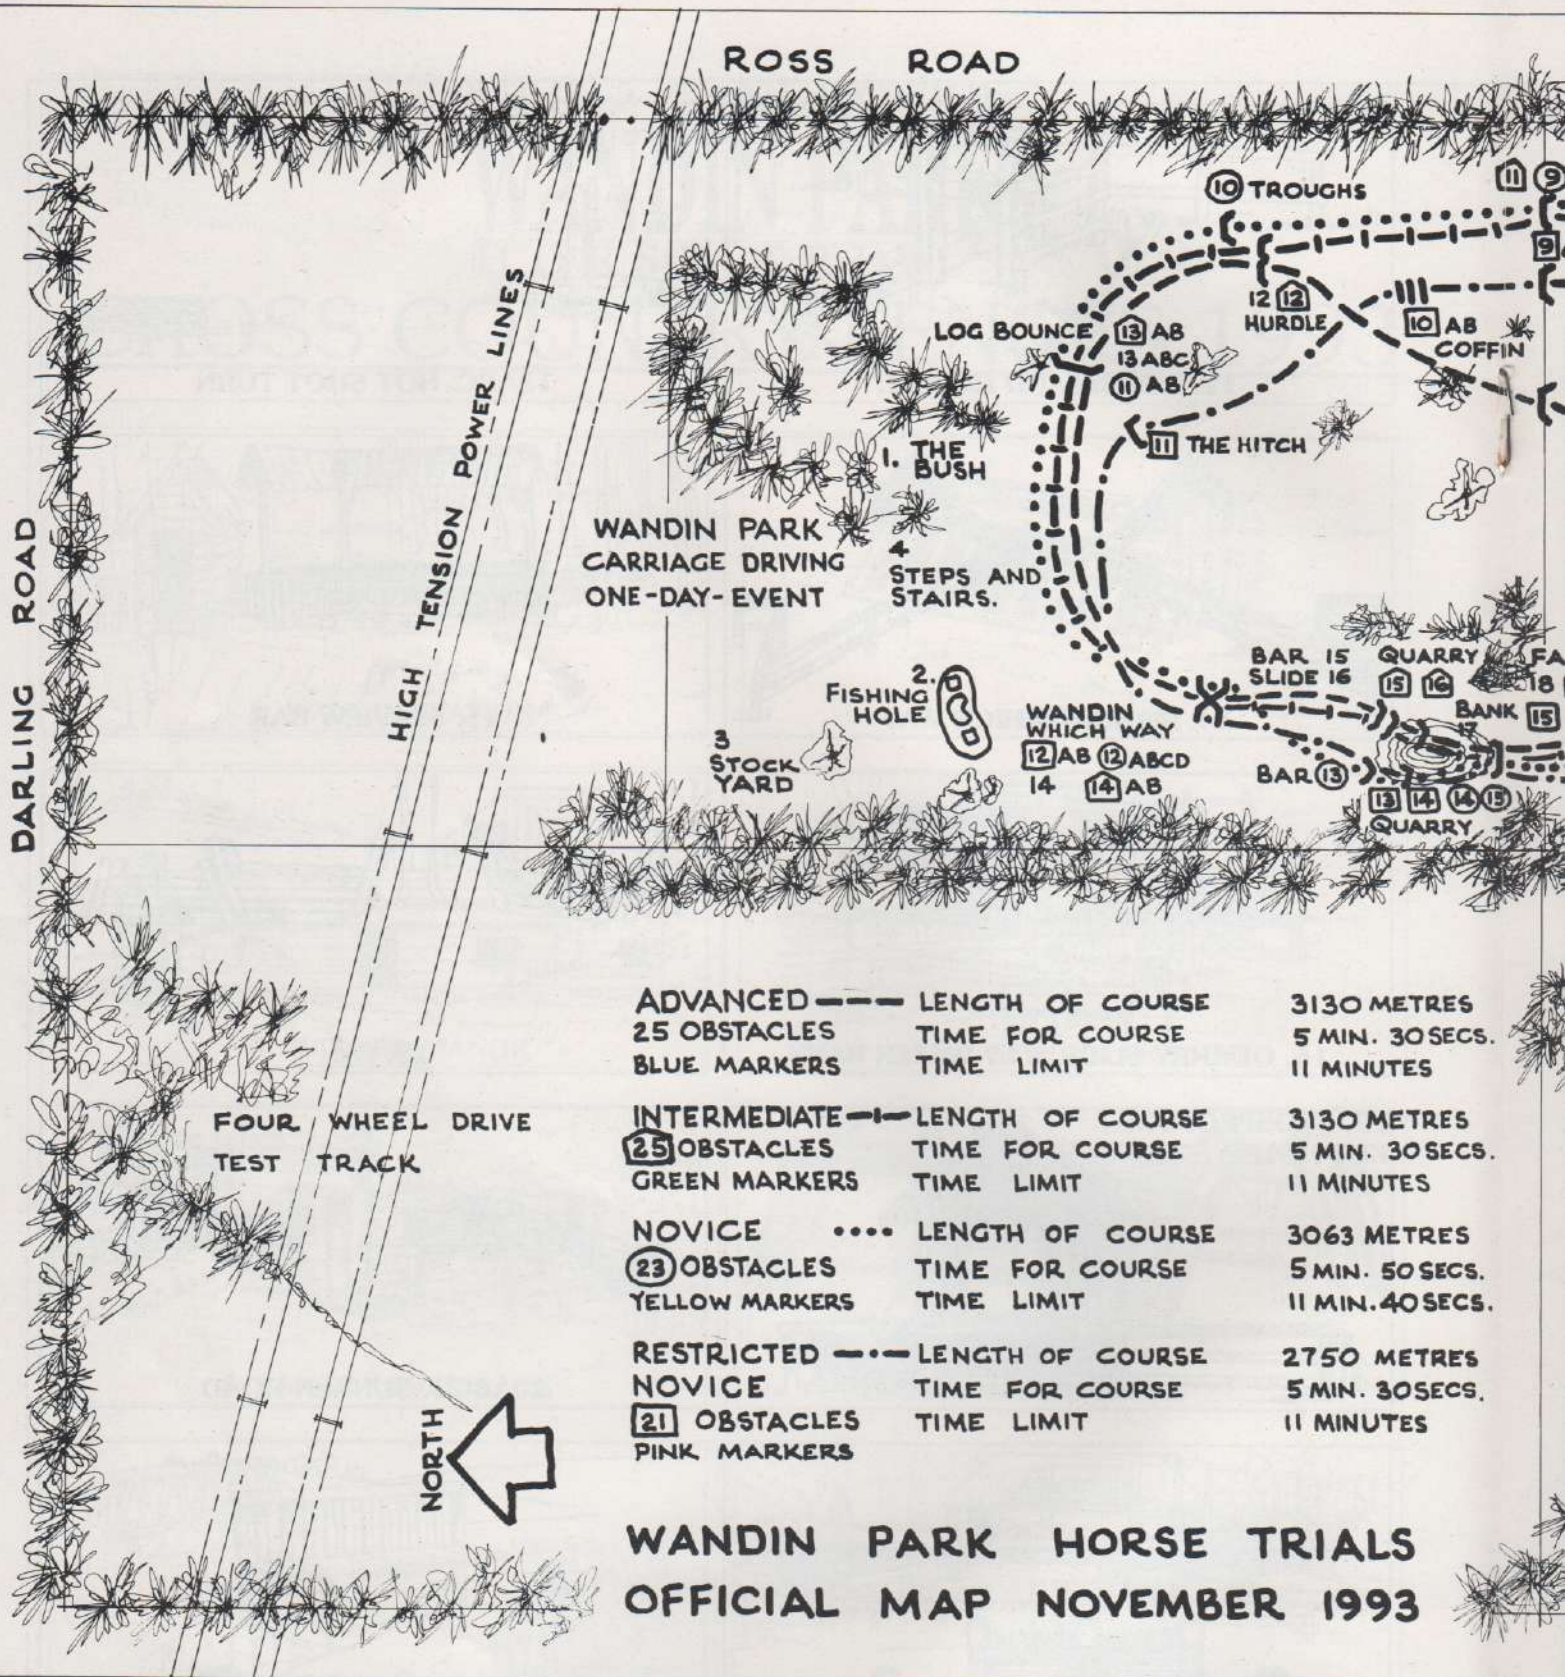 ROSS ROAD
DARLING ROAD
HIGH TENSION POWER LINES
10 TROUGHS
11 9
9
12 12
HURDLE
10 AB
COFFIN
LOG BOUNCE 13 AB
13 ABC
11 AB
11 THE HITCH
1. THE
BUSH
WANDIN PARK
CARRIAGE DRIVING
ONE-DAY-EVENT
4
STEPS AND
STAIRS.
2.
FISHING
HOLE
3
STOCK
YARD
WANDIN
WHICH WAY
12 AB 12 ABCD
14 14 AB
BAR 15
SLIDE 16
QUARRY
15 16
FA
18
BANK 15
17
BAR 13
13 14 14 15
QUARRY
FOUR WHEEL DRIVE
TEST TRACK
NORTH
ADVANCED LENGTH OF COURSE 3130 METRES
25 OBSTACLES TIME FOR COURSE 5 MIN. 30 SECS.
BLUE MARKERS TIME LIMIT 11 MINUTES
INTERMEDIATE LENGTH OF COURSE 3130 METRES
25 OBSTACLES TIME FOR COURSE 5 MIN. 30 SECS.
GREEN MARKERS TIME LIMIT 11 MINUTES
NOVICE LENGTH OF COURSE 3063 METRES
23 OBSTACLES TIME FOR COURSE 5 MIN. 50 SECS.
YELLOW MARKERS TIME LIMIT 11 MIN. 40 SECS.
RESTRICTED LENGTH OF COURSE 2750 METRES
NOVICE TIME FOR COURSE 5 MIN. 30 SECS.
21 OBSTACLES TIME LIMIT 11 MINUTES
PINK MARKERS
WANDIN PARK HORSE TRIALS
OFFICIAL MAP NOVEMBER 1993